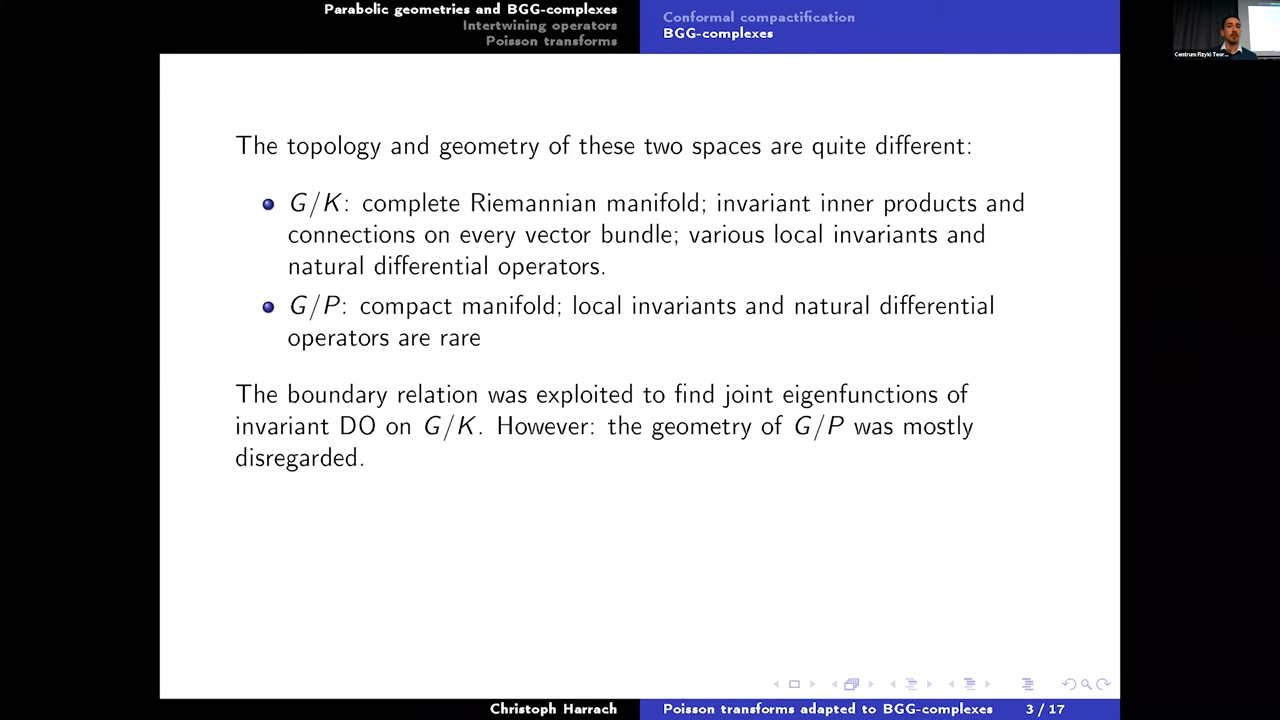 Parabolic geometries and BGG-complexes
Intertwining operators
Poisson transforms
Conformal compactification
BGG-complexes
Centrum Fizyki Teor...
The topology and geometry of these two spaces are quite different:
G/K: complete Riemannian manifold; invariant inner products and
connections on every vector bundle; various local invariants and
natural differential operators.
G/P: compact manifold; local invariants and natural differential
operators are rare
The boundary relation was exploited to find joint eigenfunctions of
invariant DO on G/K. However: the geometry of G/P was mostly
disregarded.
Christoph Harrach
Poisson transforms adapted to BGG-complexes
3 / 17